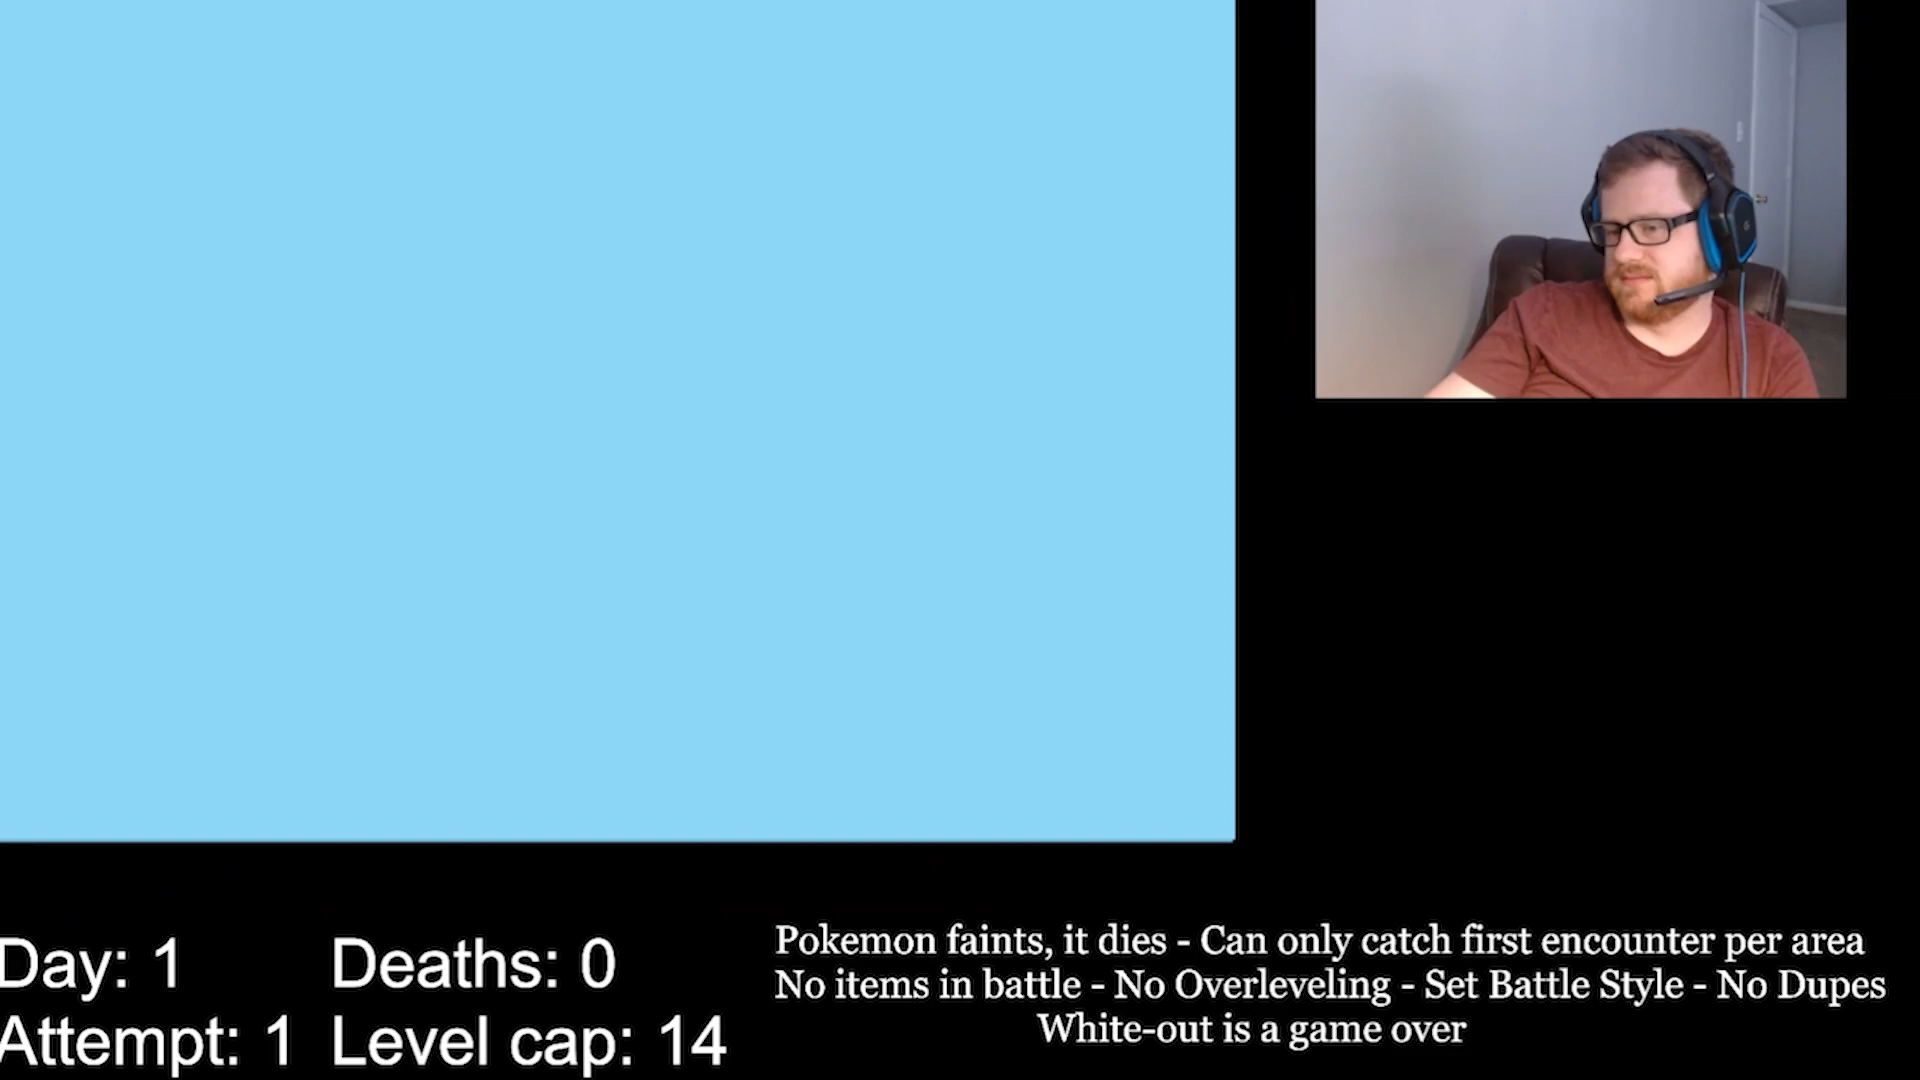 Day: 1
Deaths: 0
Attempt: 1
Level cap: 14
Pokemon faints, it dies - Can only catch first encounter per area
No items in battle - No Overleveling - Set Battle Style - No Dupes
White-out is a game over